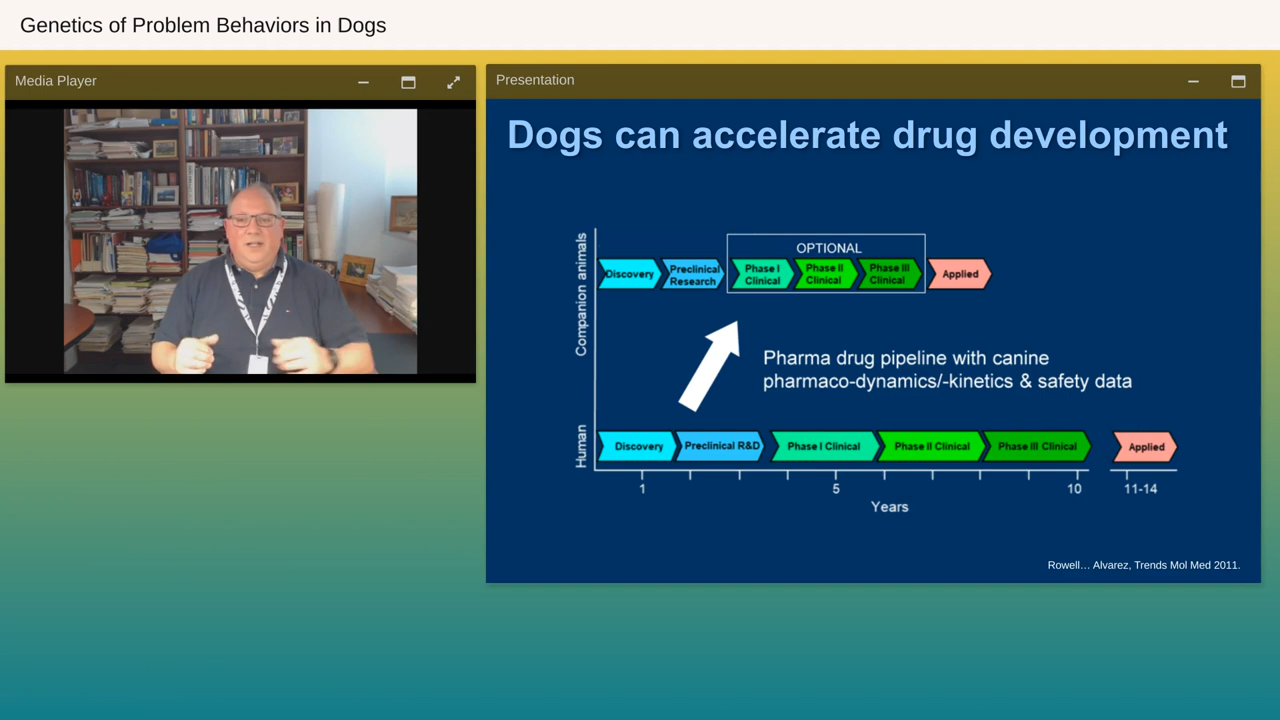 Genetics of Problem Behaviors in Dogs
Media Player
Presentation
Dogs can accelerate drug development
Companion animals
OPTIONAL
Discovery
Preclinical
Research
Phase I
Clinical
Phase II
Clinical
Phase III
Clinical
Applied
Pharma drug pipeline with canine
pharmaco-dynamics/-kinetics & safety data
Human
Discovery
Preclinical R&D
Phase I Clinical
Phase II Clinical
Phase III Clinical
Applied
1
5
10
11-14
Years
Rowell... Alvarez, Trends Mol Med 2011.